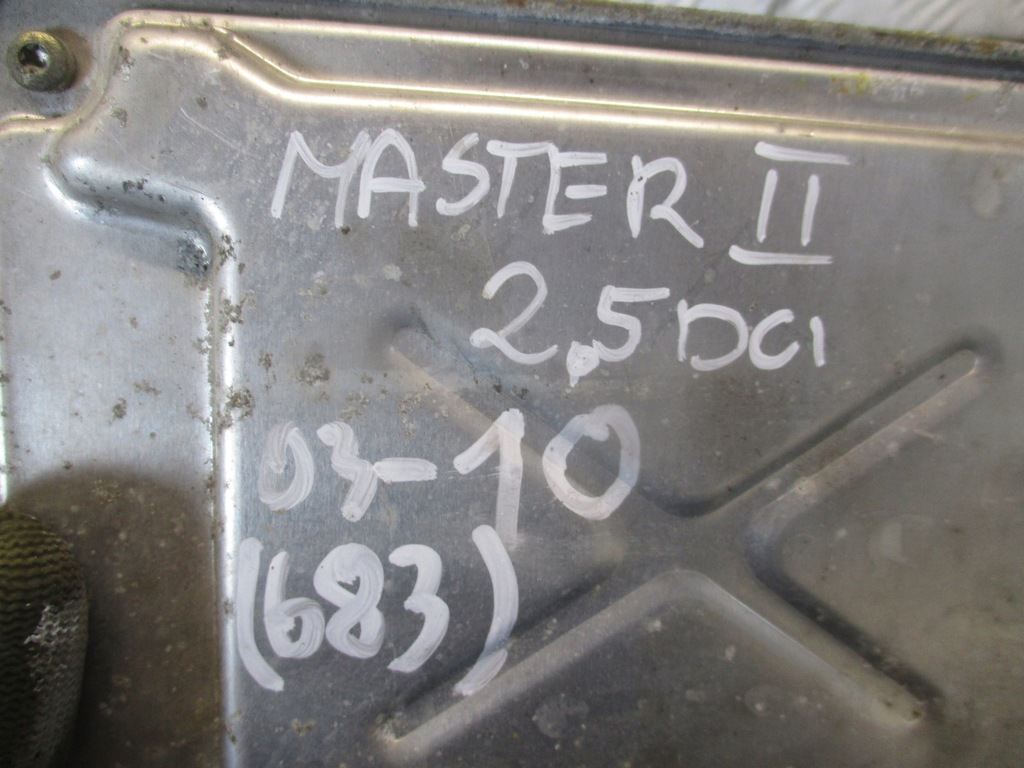 MASTER II
2,5 DCI
03-10
(683)